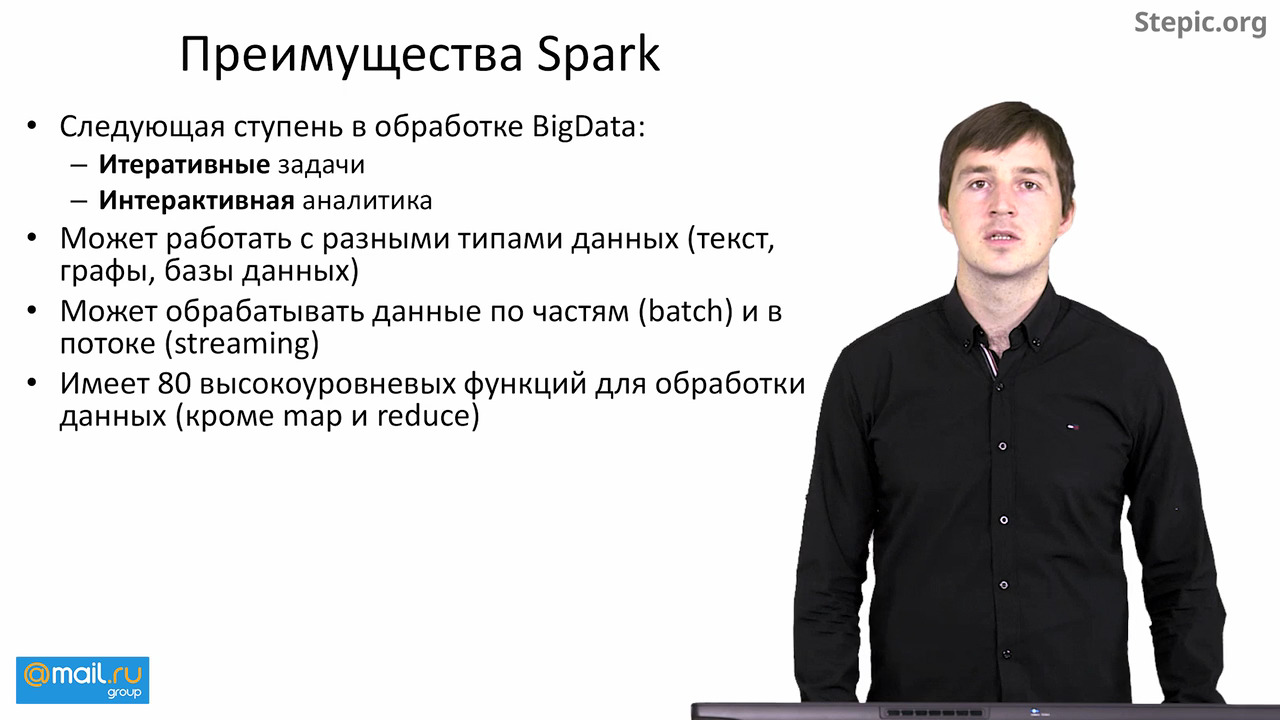 Stepic.org
Преимущества Spark
• Следующая ступень в обработке BigData:
– Итеративные задачи
– Интерактивная аналитика
• Может работать с разными типами данных (текст,
графы, базы данных)
• Может обрабатывать данные по частям (batch) и в
потоке (streaming)
• Имеет 80 высокоуровневых функций для обработки
данных (кроме map и reduce)
@mail.ru
group